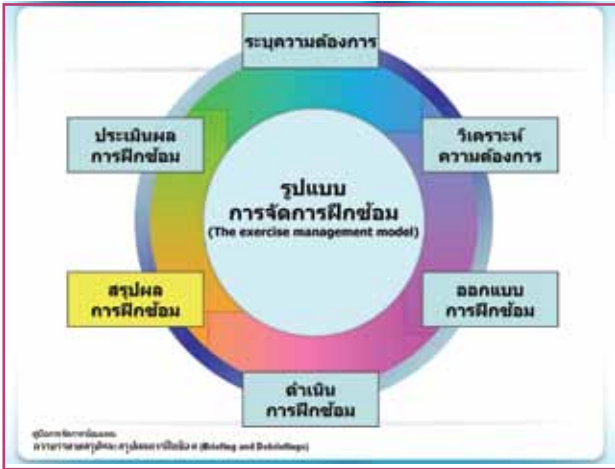 ระบุความต้องการ
ประเมินผล
การฝึกซ้อม
วิเคราะห์
ความต้องการ
รูปแบบ
การจัดการฝึกซ้อม
(The exercise management model)
สรุปผล
การฝึกซ้อม
ออกแบบ
การฝึกซ้อม
ดำเนิน
การฝึกซ้อม
(Briefing and Debriefings)